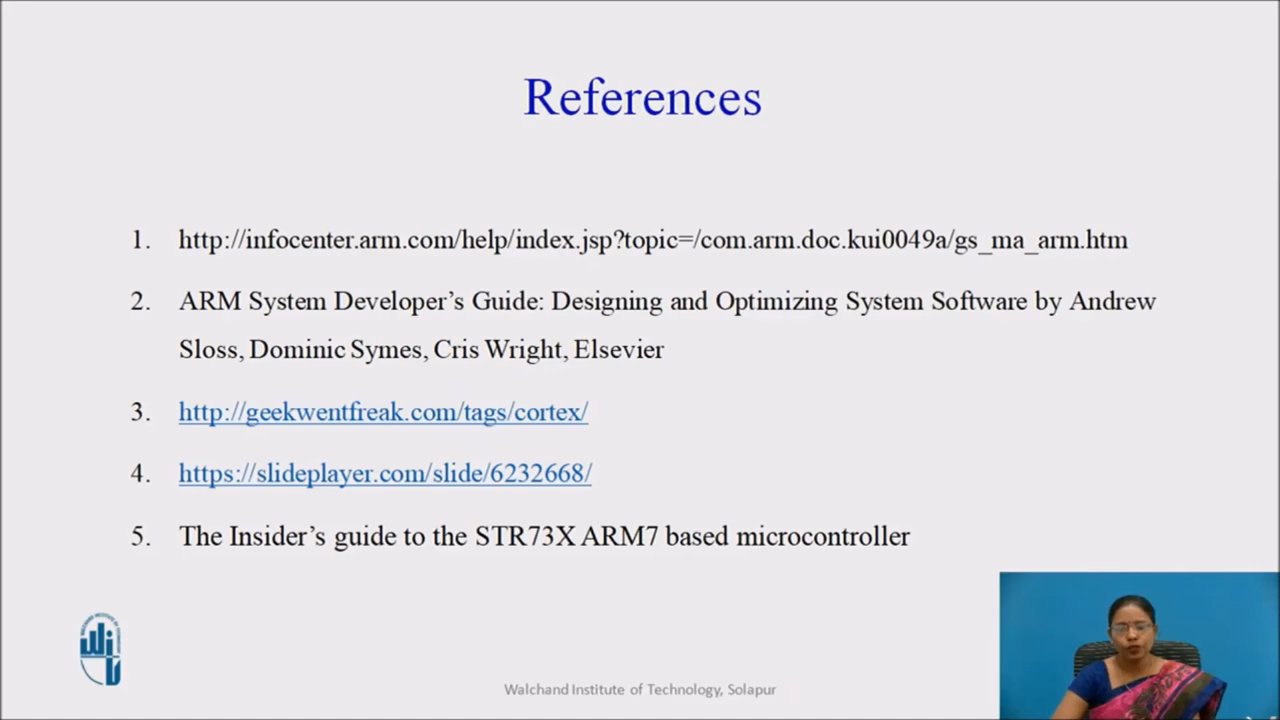 References
1. http://infocenter.arm.com/help/index.jsp?topic=/com.arm.doc.kui0049a/gs_ma_arm.htm
2. ARM System Developer’s Guide: Designing and Optimizing System Software by Andrew
Sloss, Dominic Symes, Cris Wright, Elsevier
3. http://geekwentfreak.com/tags/cortex/
4. https://slideplayer.com/slide/6232668/
5. The Insider’s guide to the STR73X ARM7 based microcontroller
Walchand Institute of Technology, Solapur